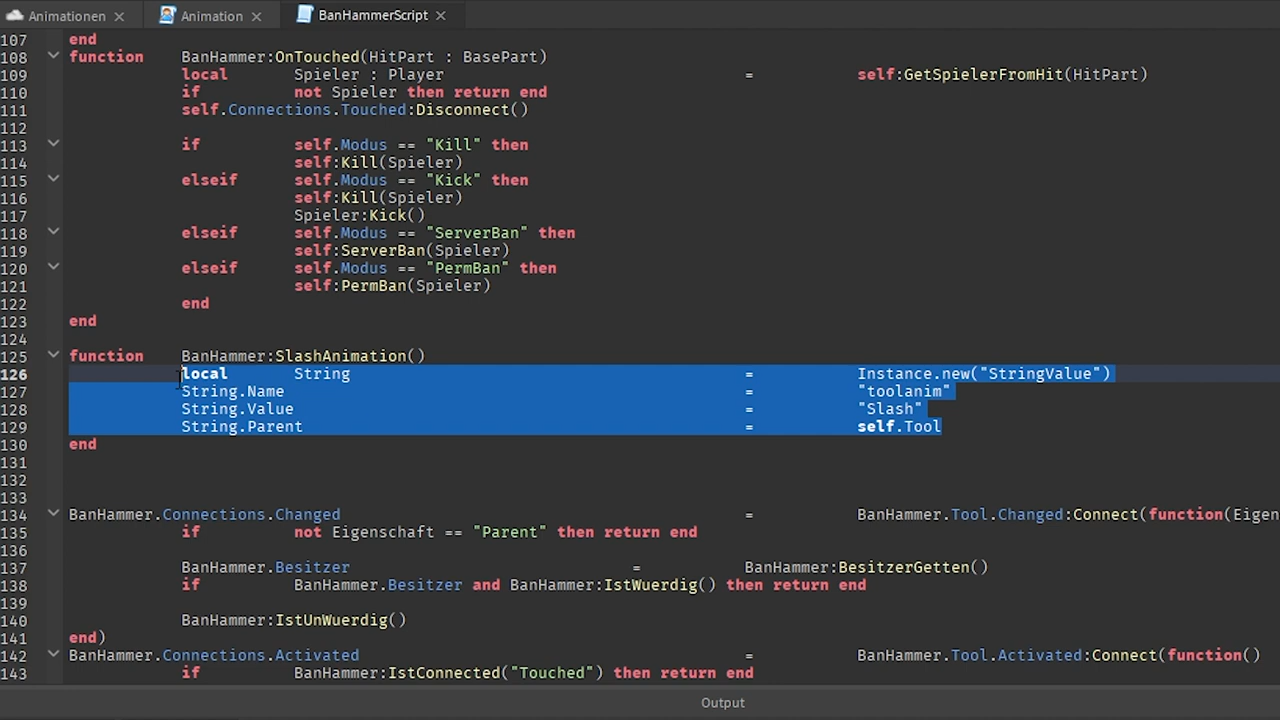 Animationen
Animation
BanHammerScript
107 end
108 function BanHammer:OnTouched(HitPart : BasePart)
109 local Spieler : Player = self:GetSpielerFromHit(HitPart)
110 if not Spieler then return end
111 self.Connections.Touched:Disconnect()
112
113 if self.Modus == "Kill" then
114 self:Kill(Spieler)
115 elseif self.Modus == "Kick" then
116 self:Kill(Spieler)
117 Spieler:Kick()
118 elseif self.Modus == "ServerBan" then
119 self:ServerBan(Spieler)
120 elseif self.Modus == "PermBan" then
121 self:PermBan(Spieler)
122 end
123 end
124
125 function BanHammer:SlashAnimation()
126 local String = Instance.new("StringValue")
127 String.Name = "toolanim"
128 String.Value = "Slash"
129 String.Parent = self.Tool
130 end
131
132
133
134 BanHammer.Connections.Changed = BanHammer.Tool.Changed:Connect(function(Eigen
135 if not Eigenschaft == "Parent" then return end
136
137 BanHammer.Besitzer = BanHammer:BesitzerGetten()
138 if BanHammer.Besitzer and BanHammer:IstWuerdig() then return end
139
140 BanHammer:IstUnWuerdig()
141 end)
142 BanHammer.Connections.Activated = BanHammer.Tool.Activated:Connect(function()
143 if BanHammer:IstConnected("Touched") then return end
Output